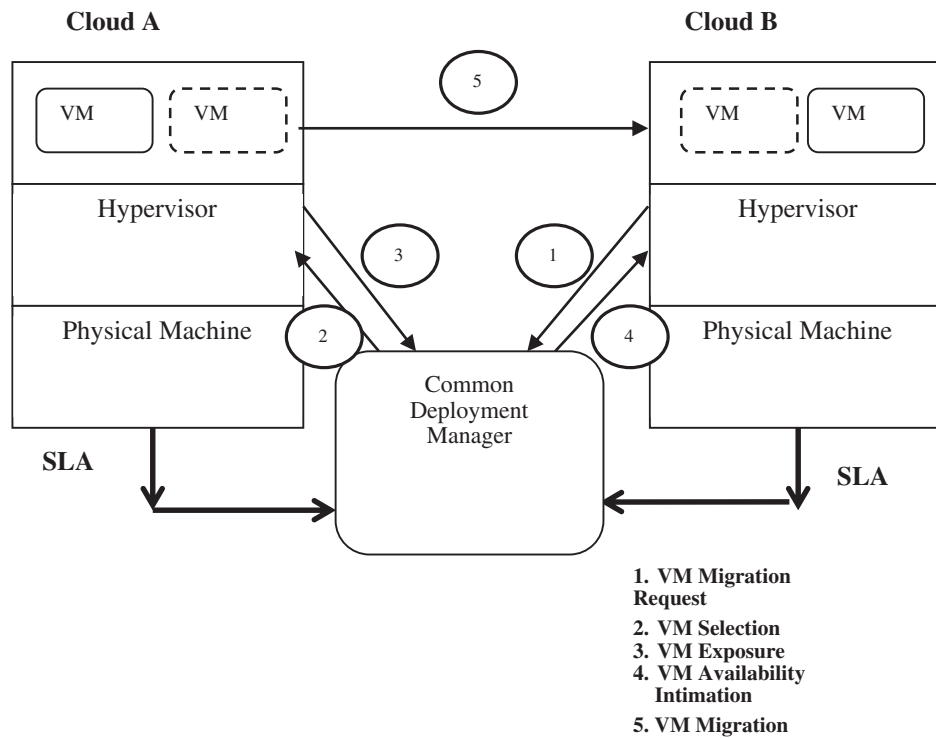 Cloud A
Cloud B
5
VM
VM
VM
VM
Hypervisor
Hypervisor
3
1
Physical Machine
Physical Machine
2
4
Common
Deployment
Manager
SLA
SLA
1. VM Migration
Request
2. VM Selection
3. VM Exposure
4. VM Availability
Intimation
5. VM Migration